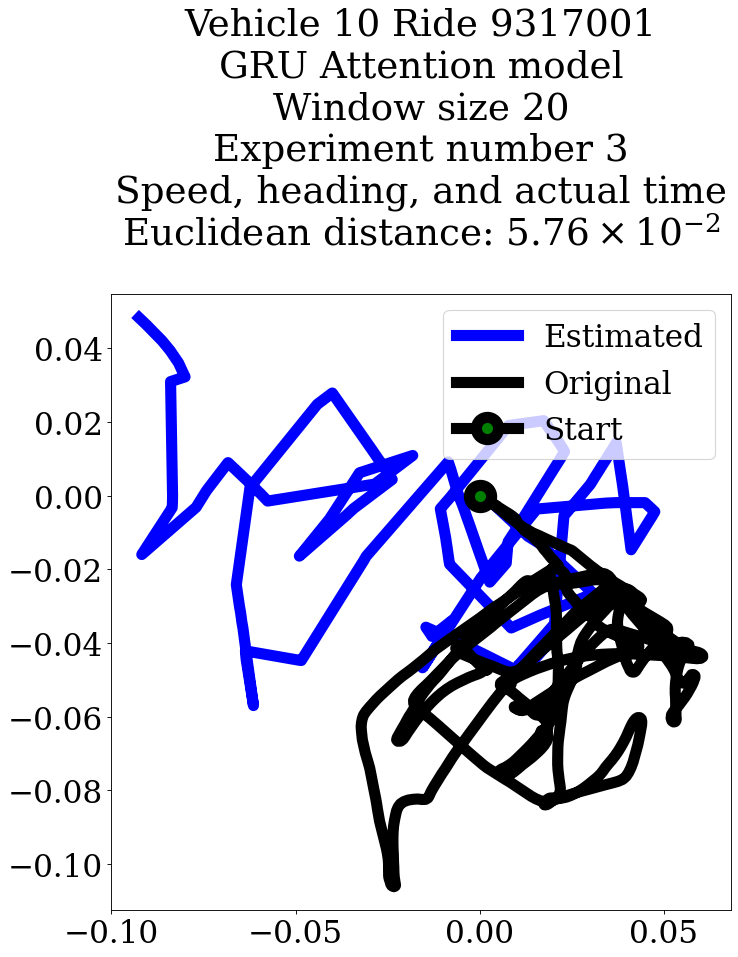 Vehicle 10 Ride 9317001
GRU Attention model
Window size 20
Experiment number 3
Speed, heading, and actual time
Euclidean distance: 5.76 × 10⁻²
Estimated
Original
Start
0.04
0.02
0.00
−0.02
−0.04
−0.06
−0.08
−0.10
−0.10 −0.05 0.00 0.05